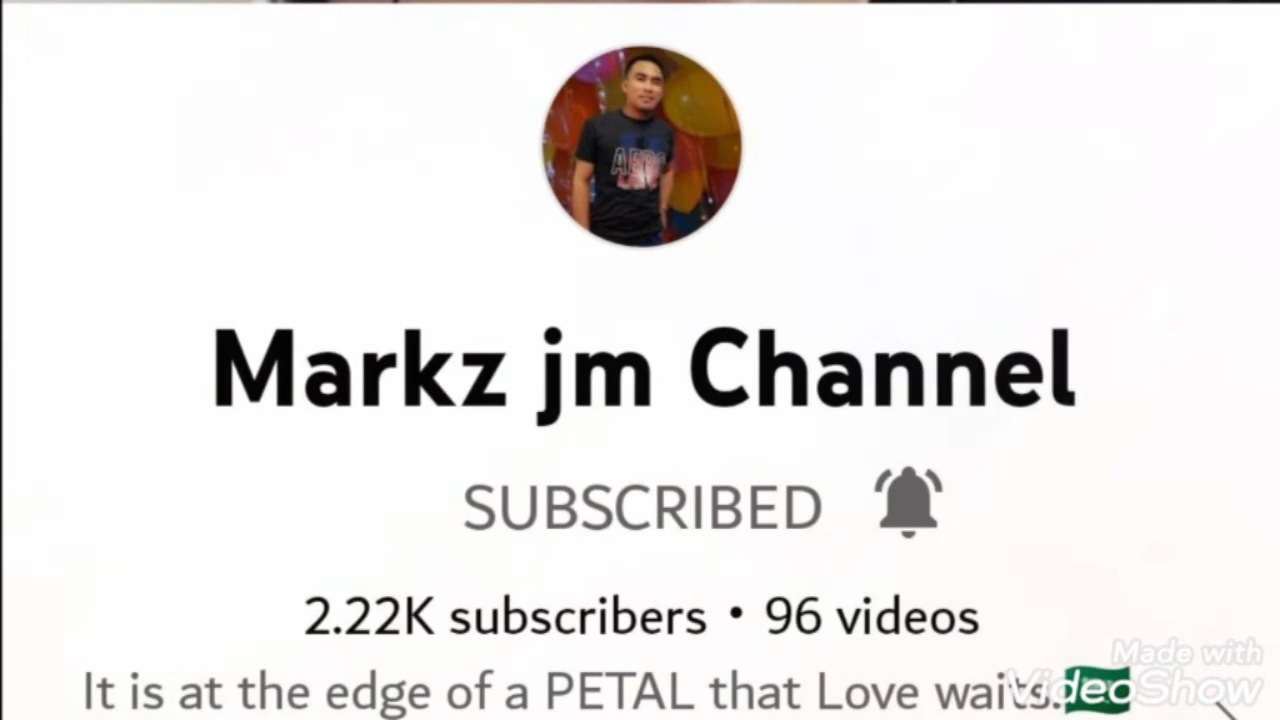 AERO
Markz jm Channel
SUBSCRIBED
2.22K subscribers • 96 videos
It is at the edge of a PETAL that Love waits.
Made with
VideoShow